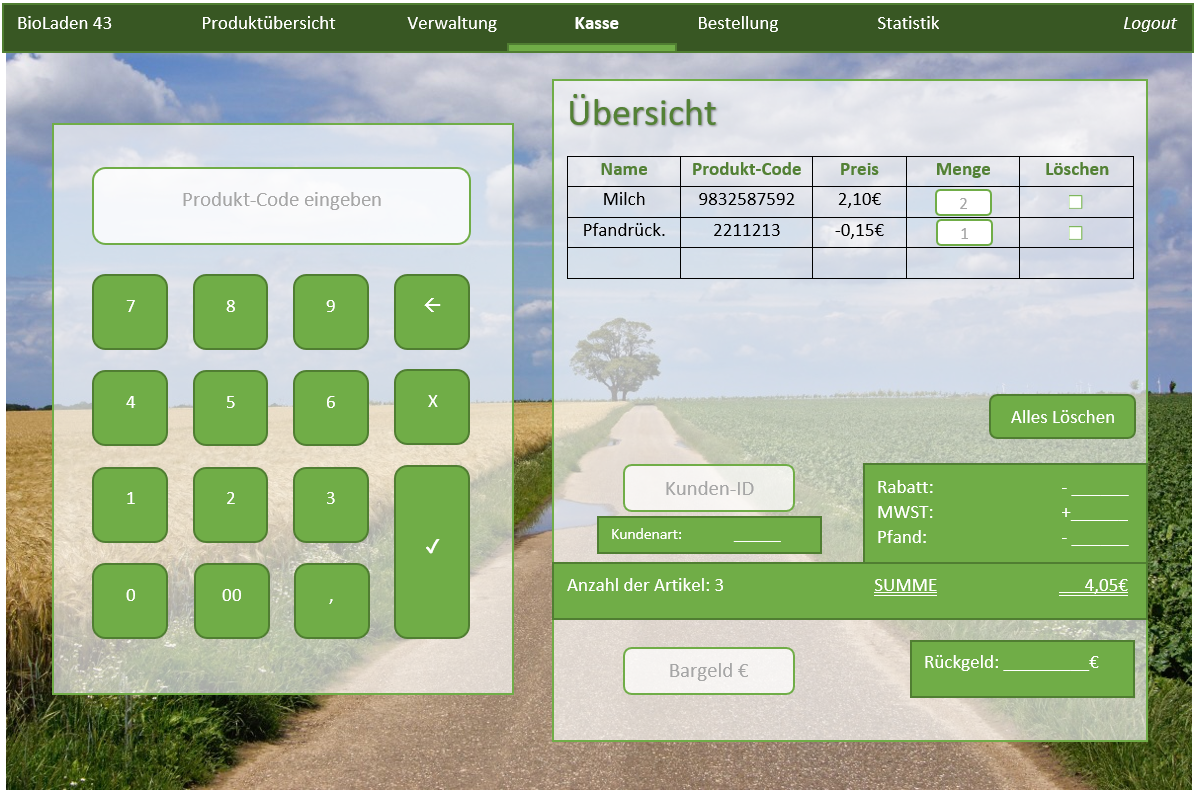 BioLaden 43 Produktübersicht Verwaltung Kasse Bestellung Statistik Logout
Produkt-Code eingeben
7 8 9 ←
4 5 6 X
1 2 3 ✓
0 00 ,
Übersicht
Name Produkt-Code Preis Menge Löschen
Milch 9832587592 2,10€ 2
Pfandrück. 2211213 -0,15€ 1
Alles Löschen
Kunden-ID
Kundenart: ______
Rabatt: - ______
MWST: +______
Pfand: - ______
Anzahl der Artikel: 3 SUMME 4,05€
Bargeld €
Rückgeld: _________€